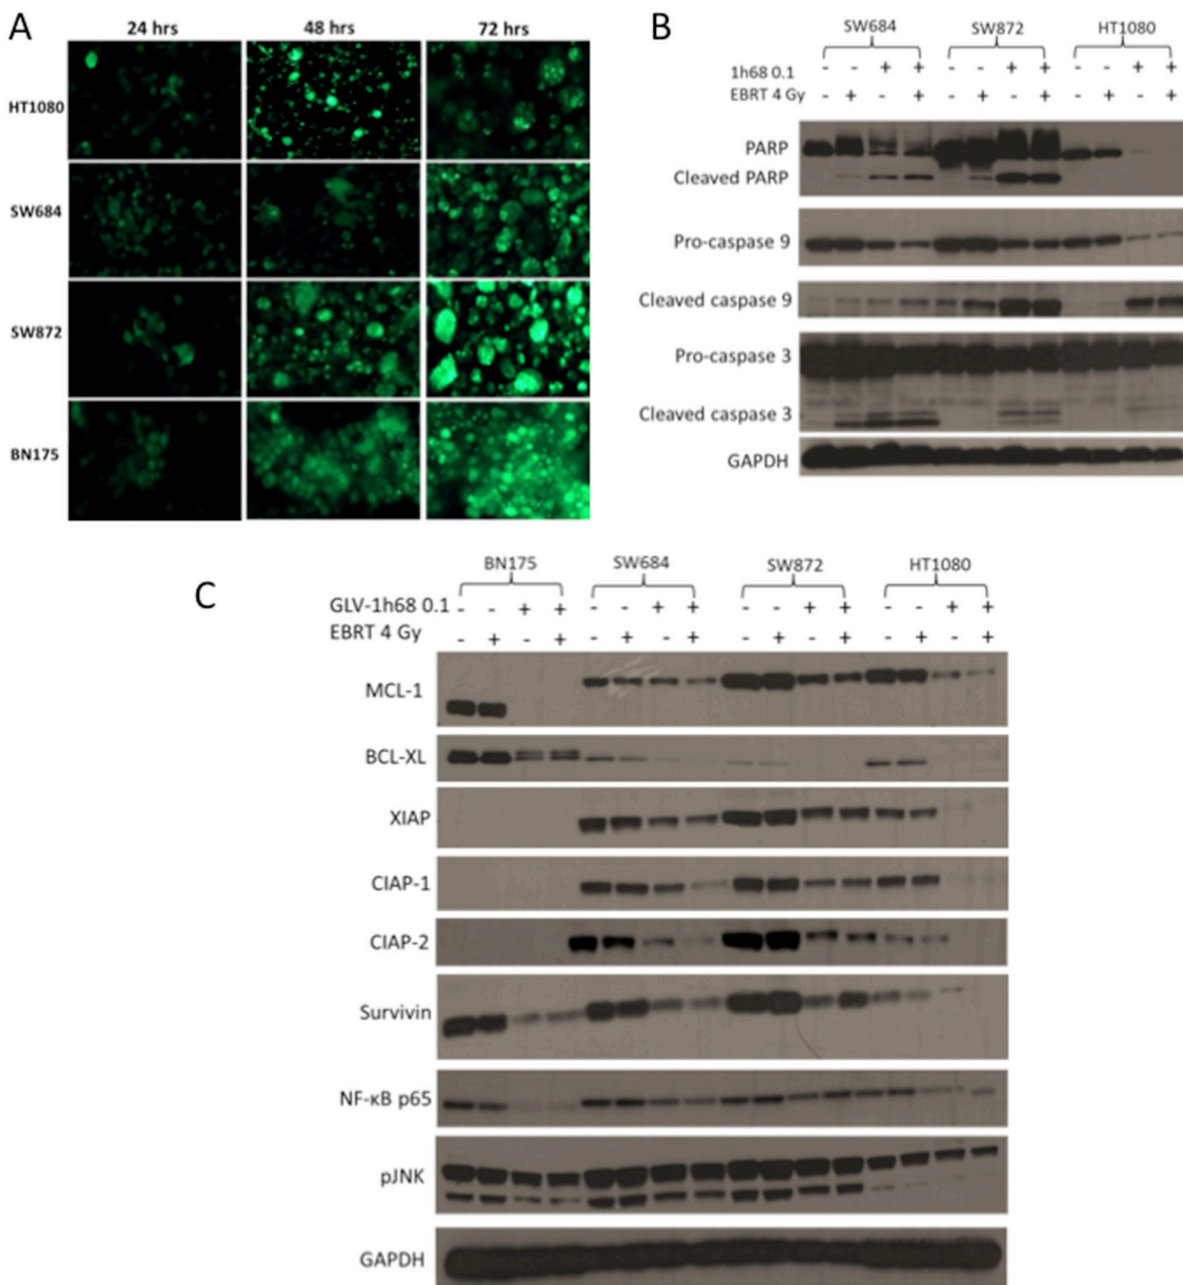 A
24 hrs 48 hrs 72 hrs
HT1080
SW684
SW872
BN175
B
SW684 SW872 HT1080
1h68 0.1 - - + + - - + + - - + +
EBRT 4 Gy - + - + - + - + - + - +
PARP
Cleaved PARP
Pro-caspase 9
Cleaved caspase 9
Pro-caspase 3
Cleaved caspase 3
GAPDH
C
BN175 SW684 SW872 HT1080
GLV-1h68 0.1 - - + + - - + + - - + + - - + +
EBRT 4 Gy - + - + - + - + - + - + - + - +
MCL-1
BCL-XL
XIAP
CIAP-1
CIAP-2
Survivin
NF-κB p65
pJNK
GAPDH